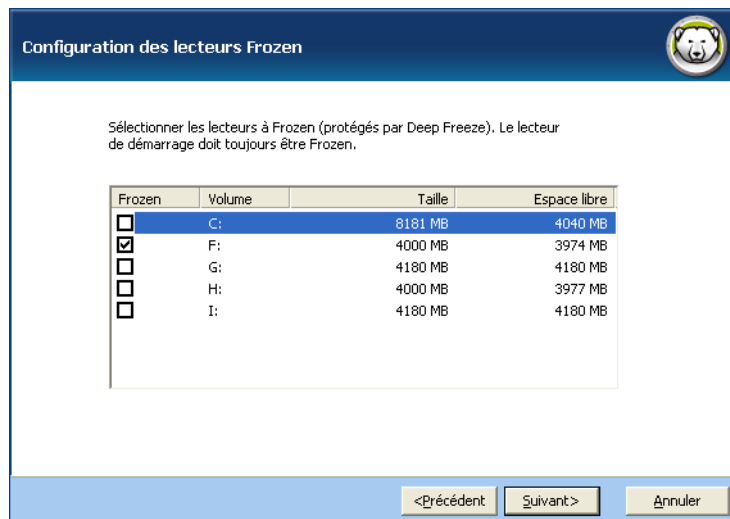 Configuration des lecteurs Frozen
Sélectionner les lecteurs à Frozen (protégés par Deep Freeze). Le lecteur
de démarrage doit toujours être Frozen.
Frozen Volume Taille Espace libre
C: 8181 MB 4040 MB
F: 4000 MB 3974 MB
G: 4180 MB 4180 MB
H: 4000 MB 3977 MB
I: 4180 MB 4180 MB
<Précédent Suivant> Annuler